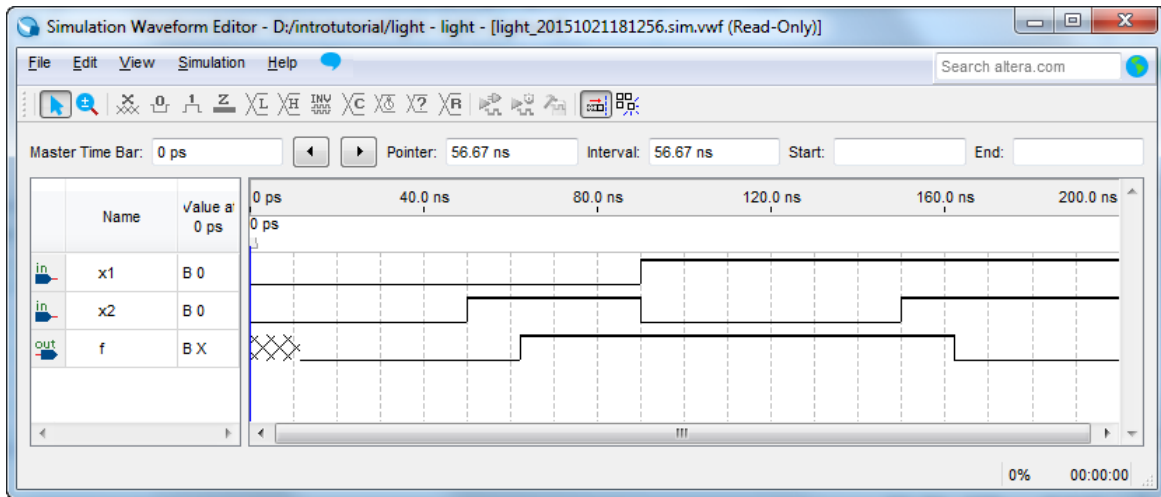 Simulation Waveform Editor - D:/introtutorial/light - light - [light_20151021181256.sim.vwf (Read-Only)]
File Edit View Simulation Help Search altera.com
0 1 Z L H INV C ? R
Master Time Bar: 0 ps Pointer: 56.67 ns Interval: 56.67 ns Start: End:
Name Value a 0 ps
0 ps 40.0 ns 80.0 ns 120.0 ns 160.0 ns 200.0 ns
0 ps
in x1 B 0
in x2 B 0
out f B X
0% 00:00:00